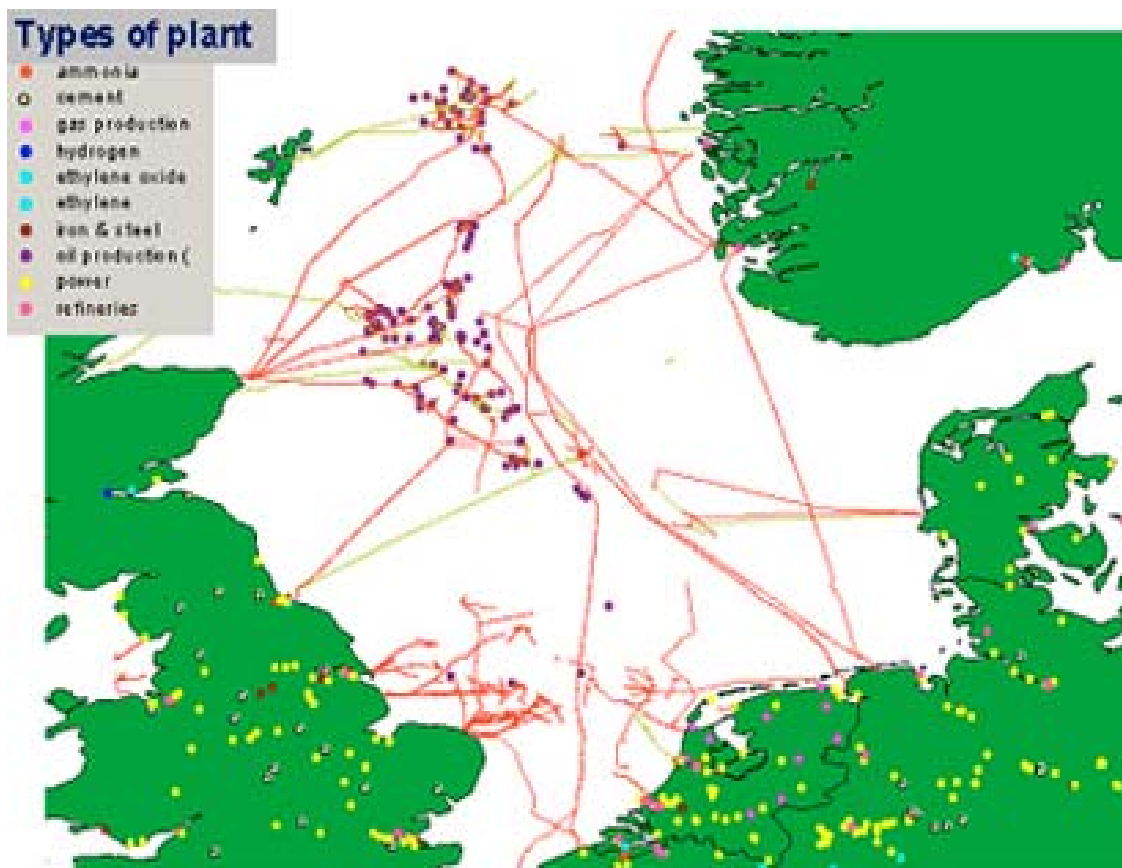 Types of plant
ammonia
cement
gas production
hydrogen
ethylene oxide
ethylene
iron & steel
oil production (
power
refineries